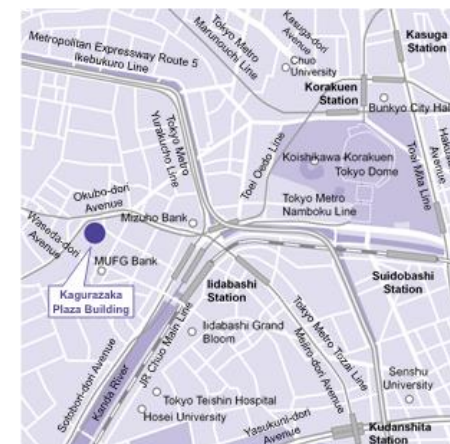 Kasuga-dori
Avenue
Kasuga
Station
Tokyo Metro
Marunouchi Line
Chuo
University
Metropolitan Expressway Route 5
Ikebukuro Line
Korakuen
Station
Bunkyo City Hal
Tokyo Metro
Yurakucho Line
Toei Oedo Line
Koishikawa Korakuen
Tokyo Dome
Toei Mita Line
Avenue
Okubo-dori
Avenue
Mizuho Bank
Tokyo Metro
Namboku Line
Waseda-dori
Avenue
MUFG Bank
Kagurazaka
Plaza Building
Iidabashi
Station
Suidobashi
Station
Sotobori-dori Avenue
Kanda River
JR Chuo Main Line
Iidabashi Grand
Bloom
Mejiro-dori Avenue
Tokyo Metro Tozai Line
Tokyo Teishin Hospital
Hosei University
Senshu
University
Yasukuni-dori
Avenue
Kudanshita
Station